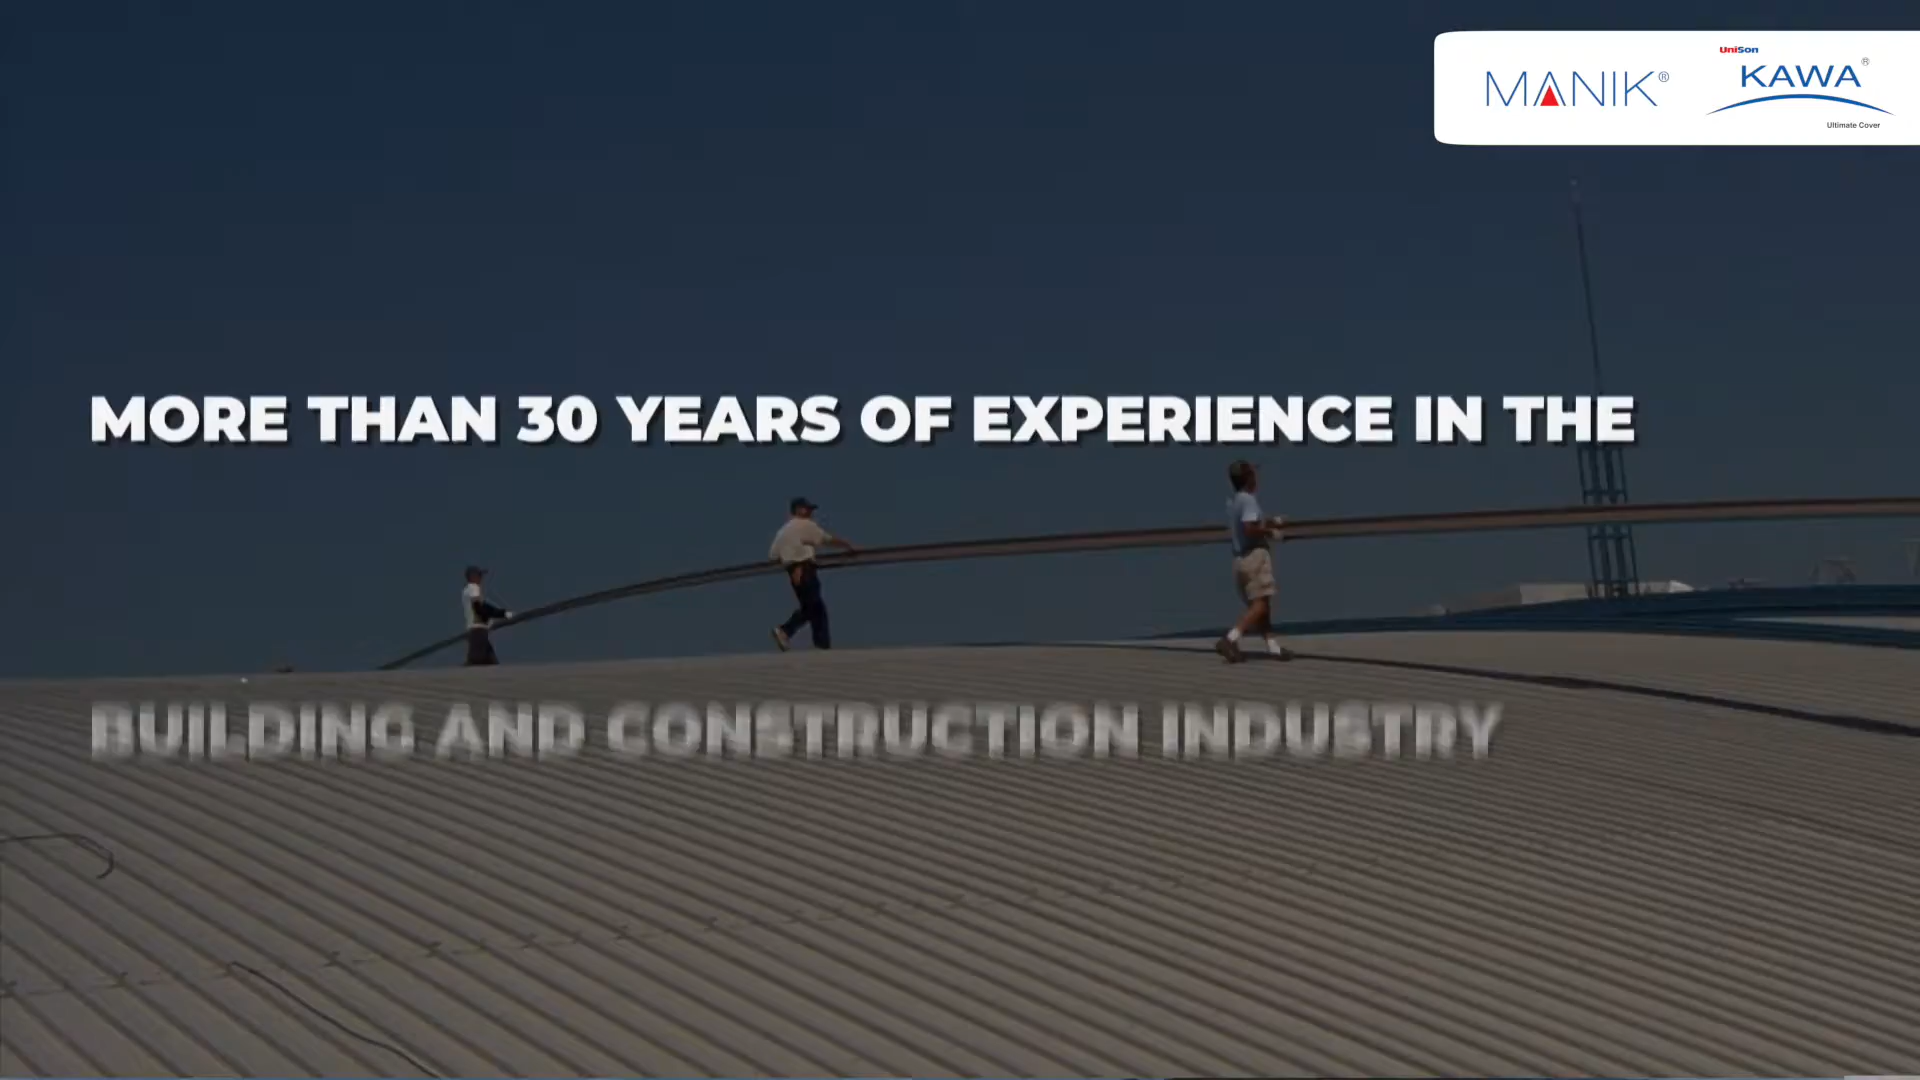 UniSon
MANIK®
KAWA®
Ultimate Cover
MORE THAN 30 YEARS OF EXPERIENCE IN THE
BUILDING AND CONSTRUCTION INDUSTRY